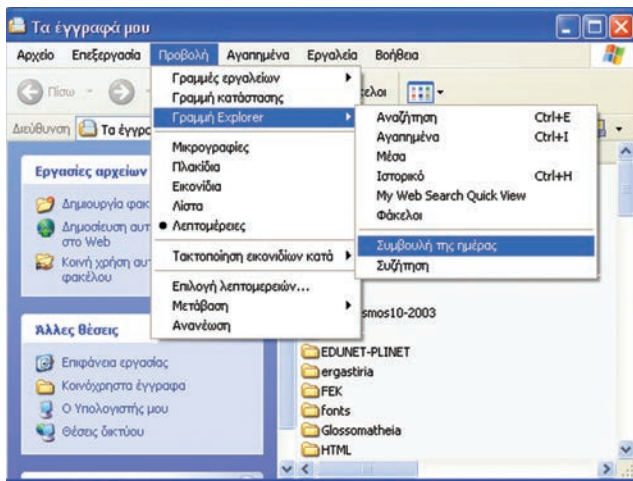 Τα έγγραφά μου
Αρχείο Επεξεργασία Προβολή Αγαπημένα Εργαλεία Βοήθεια
Πίσω
Διεύθυνση Τα έγγρ
Γραμμές εργαλείων
Γραμμή κατάστασης
Γραμμή Explorer
Μικρογραφίες
Πλακίδια
Εικονίδια
Λίστα
Λεπτομέρειες
Τακτοποίηση εικονιδίων κατά
Επιλογή λεπτομερειών...
Μετάβαση
Ανανέωση
Αναζήτηση Ctrl+E
Αγαπημένα Ctrl+I
Μέσα
Ιστορικό Ctrl+H
My Web Search Quick View
Φάκελοι
Συμβουλή της ημέρας
Συζήτηση
Εργασίες αρχείων
Δημιουργία φακ
Δημοσίευση αυτ
στο Web
Κοινή χρήση αυ
φακέλου
Άλλες θέσεις
Επιφάνεια εργασίας
Κοινόχρηστα έγγραφα
Ο Υπολογιστής μου
Θέσεις δικτύου
smos10-2003
EDUNET-PLINET
ergastiria
FEK
fonts
Glossomatheia
HTML